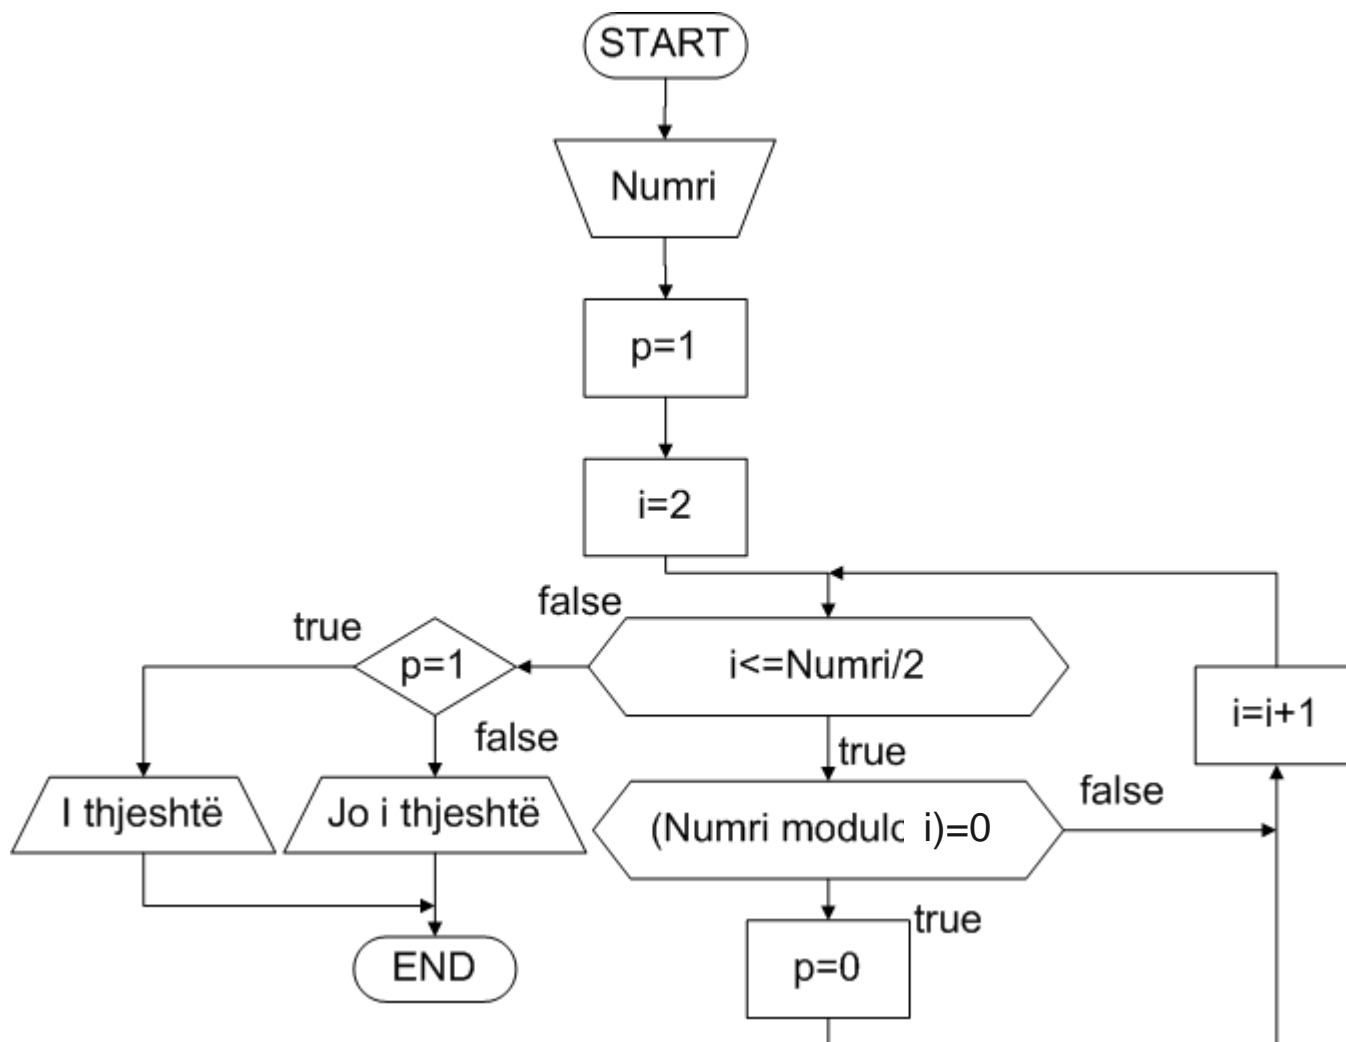 START
Numri
p=1
i=2
false
true
p=1
i<=Numri/2
i=i+1
false
true
false
I thjeshtë
Jo i thjeshtë
(Numri modulo i)=0
true
END
p=0